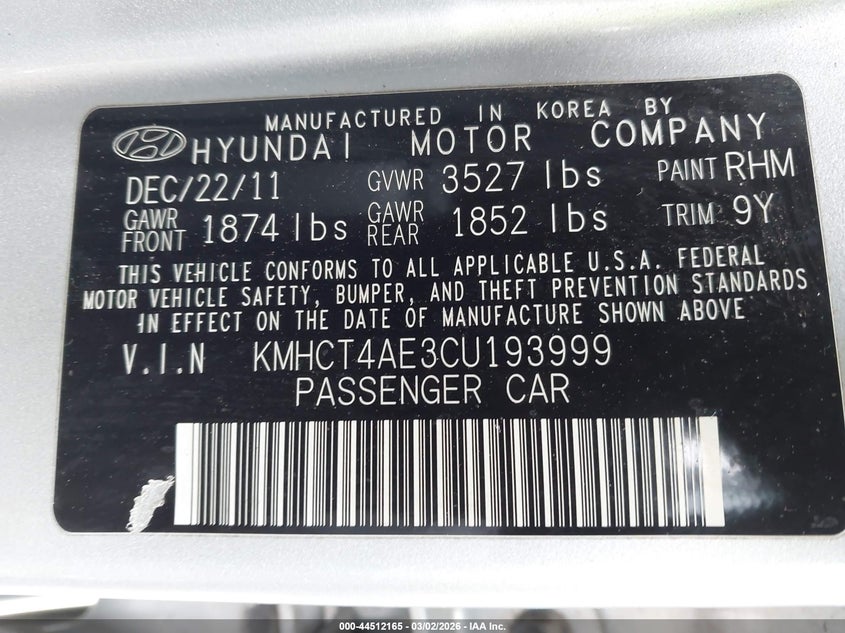 MANUFACTURED IN KOREA BY
HYUNDAI MOTOR COMPANY
DEC/22/11 GVWR 3527 lbs PAINT RHM
GAWR FRONT 1874 lbs GAWR REAR 1852 lbs TRIM 9Y
THIS VEHICLE CONFORMS TO ALL APPLICABLE U.S.A. FEDERAL
MOTOR VEHICLE SAFETY, BUMPER, AND THEFT PREVENTION STANDARDS
IN EFFECT ON THE DATE OF MANUFACTURE SHOWN ABOVE
V.I.N KMHCT4AE3CU193999
PASSENGER CAR
000-44512165 | 03/02/2026 | IAA Inc.